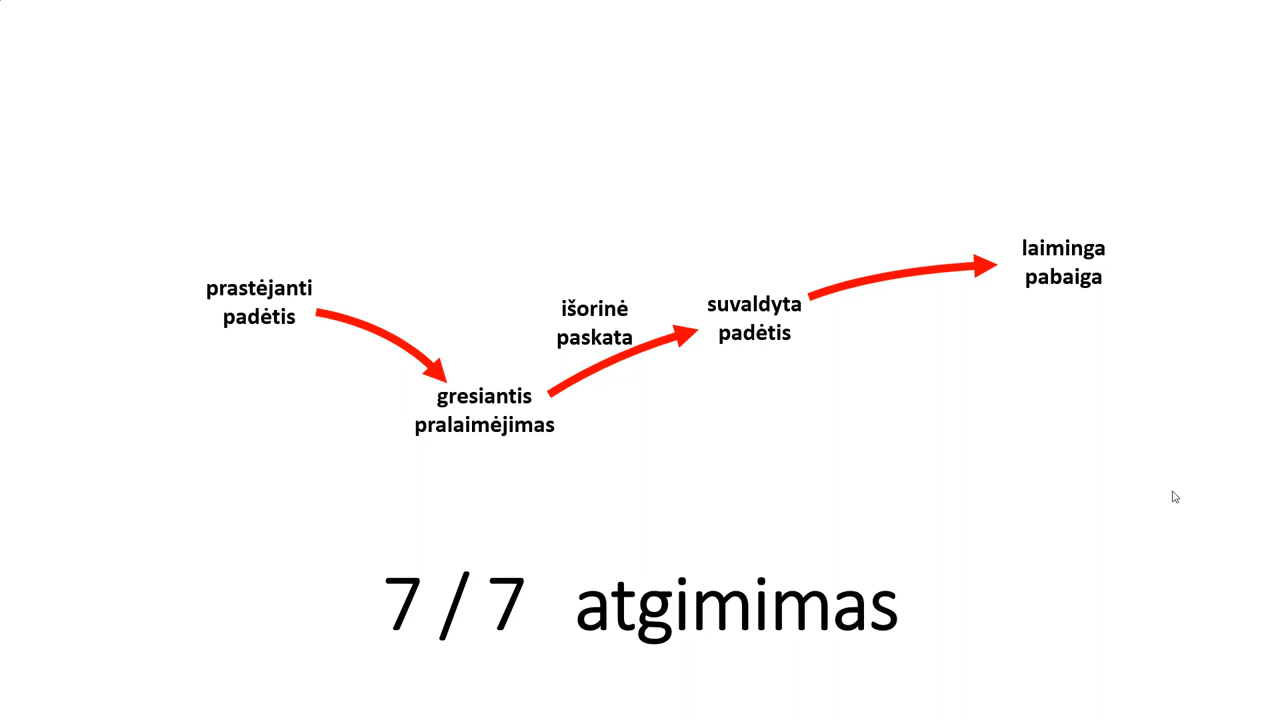 prastėjanti
padėtis
gresiantis
pralaimėjimas
išorinė
paskata
suvaldyta
padėtis
laiminga
pabaiga
7 / 7 atgimimas